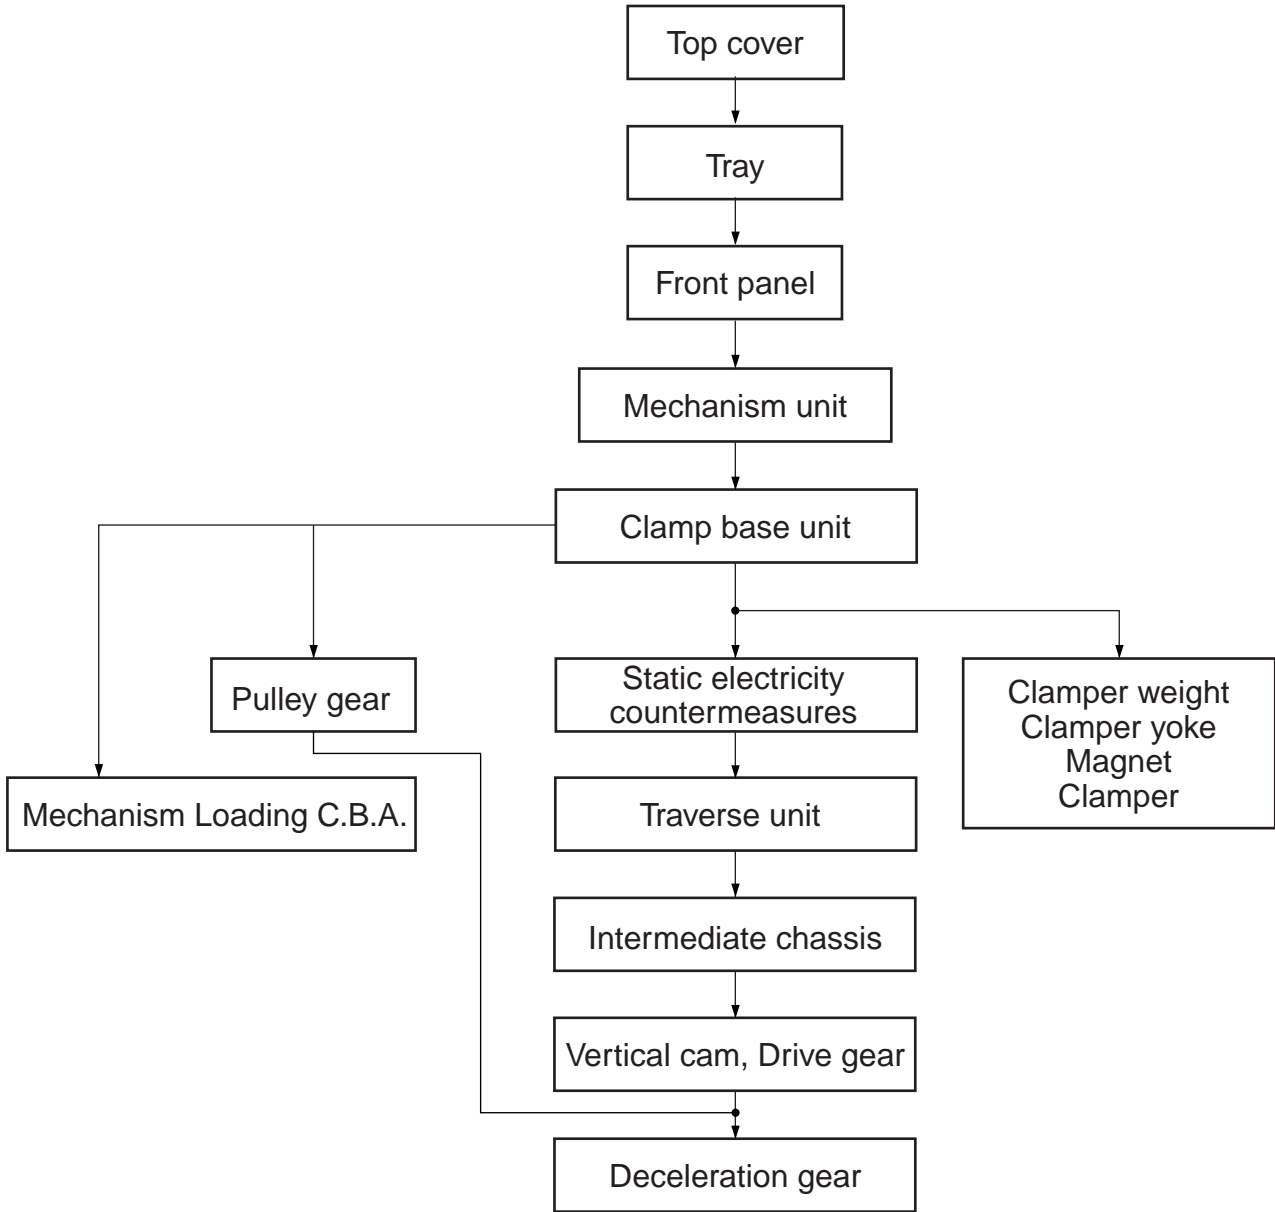 Top cover
Tray
Front panel
Mechanism unit
Clamp base unit
Pulley gear
Static electricity
countermeasures
Clamper weight
Clamper yoke
Magnet
Clamper
Mechanism Loading C.B.A.
Traverse unit
Intermediate chassis
Vertical cam, Drive gear
Deceleration gear